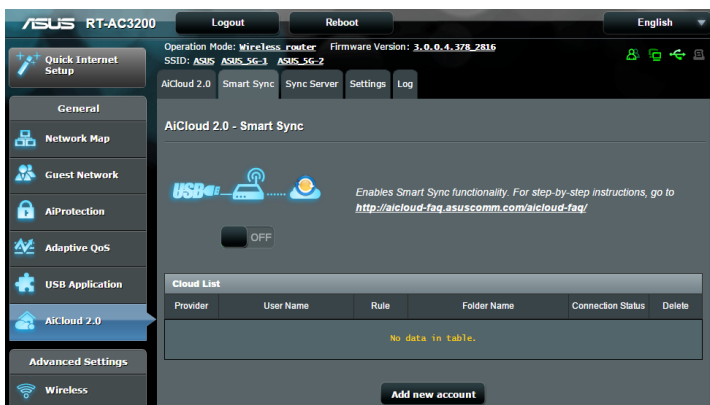 ASUS RT-AC3200 Logout Reboot English
Quick Internet Setup
Operation Mode: Wireless router Firmware Version: 3.0.0.4.378_2816
SSID: ASUS ASUS_5G-1 ASUS_5G-2
AiCloud 2.0 Smart Sync Sync Server Settings Log
General
Network Map
Guest Network
AiProtection
Adaptive QoS
USB Application
AiCloud 2.0
Advanced Settings
Wireless
AiCloud 2.0 - Smart Sync
USB
Enables Smart Sync functionality. For step-by-step instructions, go to
http://aicloud-faq.asuscomm.com/aicloud-faq/
OFF
Cloud List
Provider User Name Rule Folder Name Connection Status Delete
No data in table.
Add new account